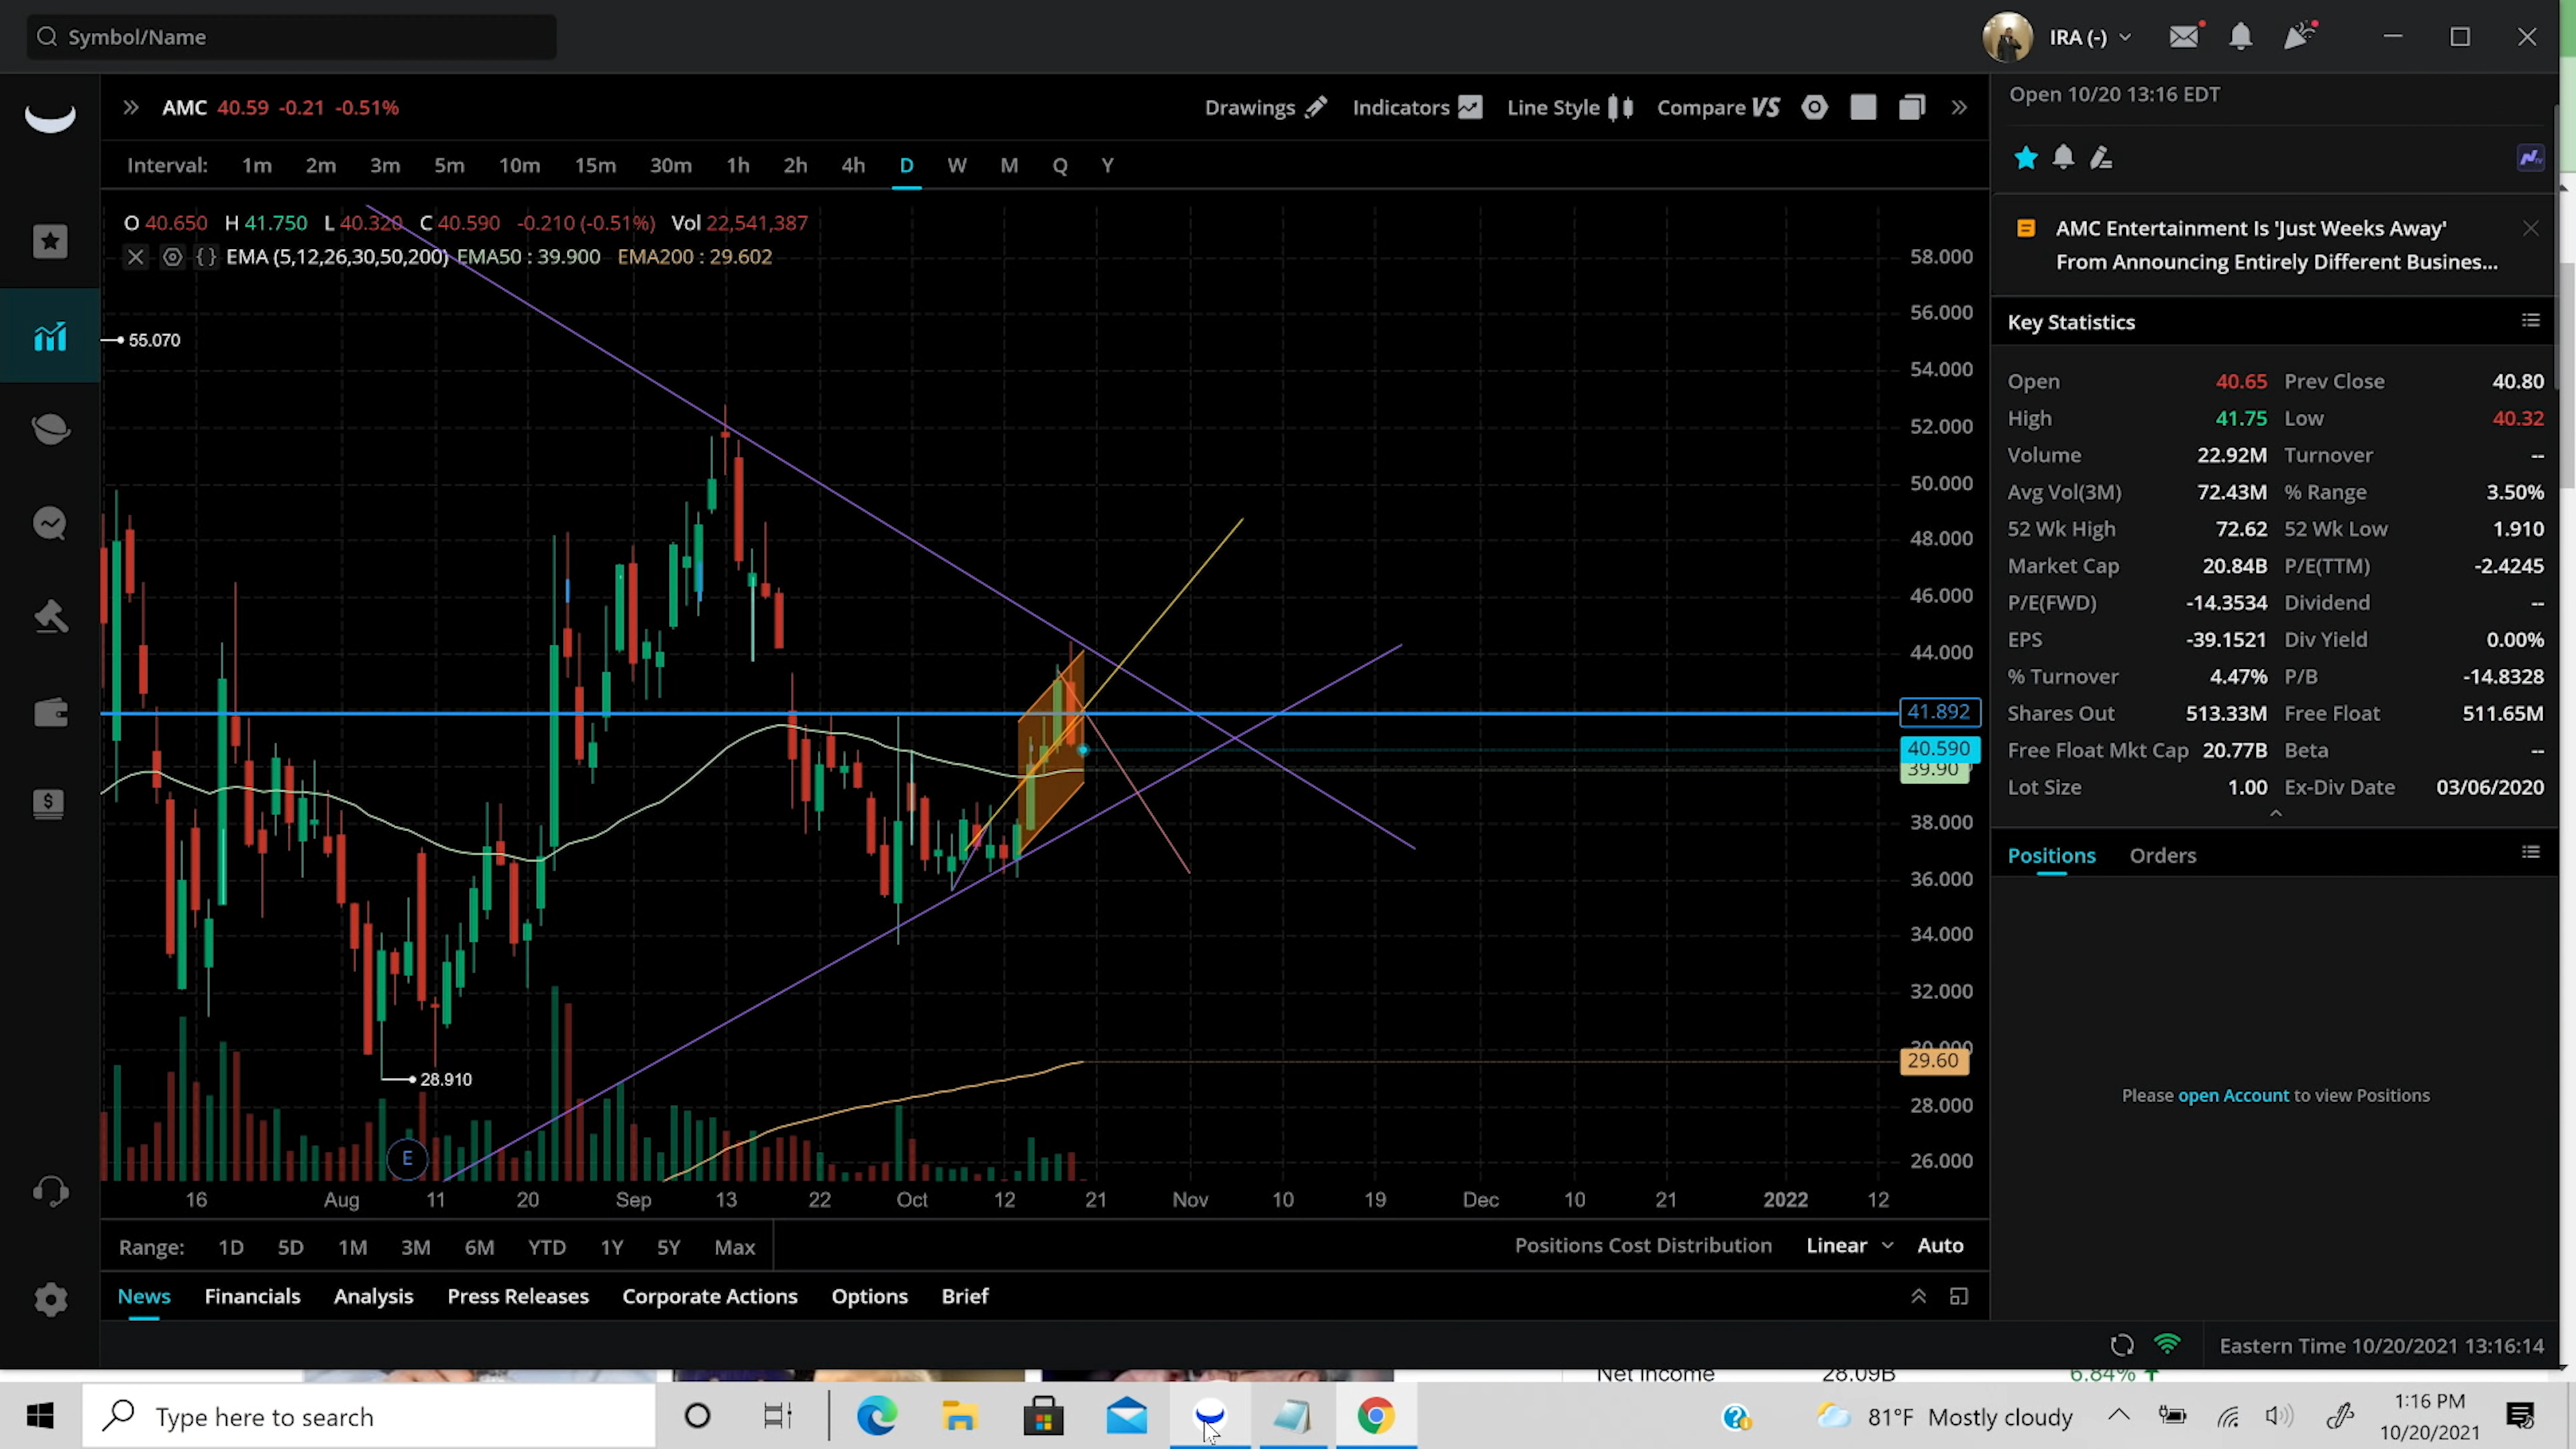 Symbol/Name
IRA (-)
AMC 40.59 -0.21 -0.51%
Drawings
Indicators
Line Style
Compare VS
Open 10/20 13:16 EDT
Interval: 1m 2m 3m 5m 10m 15m 30m 1h 2h 4h D W M Q Y
O 40.650 H 41.750 L 40.320 C 40.590 -0.210 (-0.51%) Vol 22,541,387
EMA (5,12,26,30,50,200) EMA50 : 39.900 EMA200 : 29.602
AMC Entertainment Is 'Just Weeks Away'
From Announcing Entirely Different Busines...
Key Statistics
Open 40.65 Prev Close 40.80
High 41.75 Low 40.32
Volume 22.92M Turnover --
Avg Vol(3M) 72.43M % Range 3.50%
52 Wk High 72.62 52 Wk Low 1.910
Market Cap 20.84B P/E(TTM) -2.4245
P/E(FWD) -14.3534 Dividend --
EPS -39.1521 Div Yield 0.00%
% Turnover 4.47% P/B -14.8328
Shares Out 513.33M Free Float 511.65M
Free Float Mkt Cap 20.77B Beta --
Lot Size 1.00 Ex-Div Date 03/06/2020
Positions Orders
Please open Account to view Positions
58.000
56.000
55.070
54.000
52.000
50.000
48.000
46.000
44.000
41.892
40.590
39.90
38.000
36.000
34.000
32.000
30.000
29.60
28.910
28.000
26.000
E
16 Aug 11 20 Sep 13 22 Oct 12 21 Nov 10 19 Dec 10 21 2022 12
Range: 1D 5D 1M 3M 6M YTD 1Y 5Y Max
Positions Cost Distribution Linear Auto
News Financials Analysis Press Releases Corporate Actions Options Brief
Eastern Time 10/20/2021 13:16:14
Net Income 28.09B 6.84%
Type here to search
81°F Mostly cloudy
1:16 PM
10/20/2021